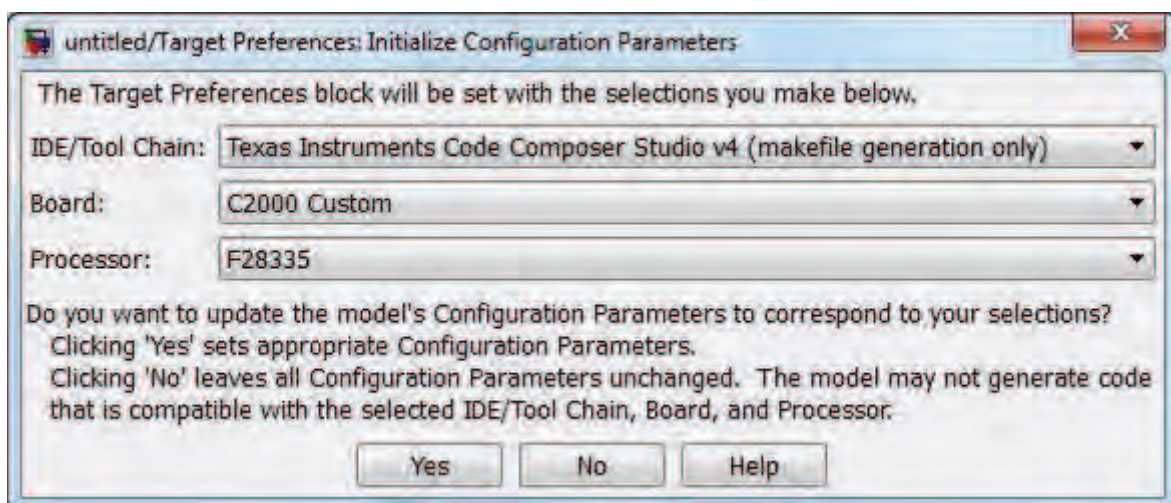 untitled/Target Preferences: Initialize Configuration Parameters
The Target Preferences block will be set with the selections you make below.
IDE/Tool Chain: Texas Instruments Code Composer Studio v4 (makefile generation only)
Board: C2000 Custom
Processor: F28335
Do you want to update the model's Configuration Parameters to correspond to your selections?
Clicking 'Yes' sets appropriate Configuration Parameters.
Clicking 'No' leaves all Configuration Parameters unchanged. The model may not generate code
that is compatible with the selected IDE/Tool Chain, Board, and Processor.
Yes No Help